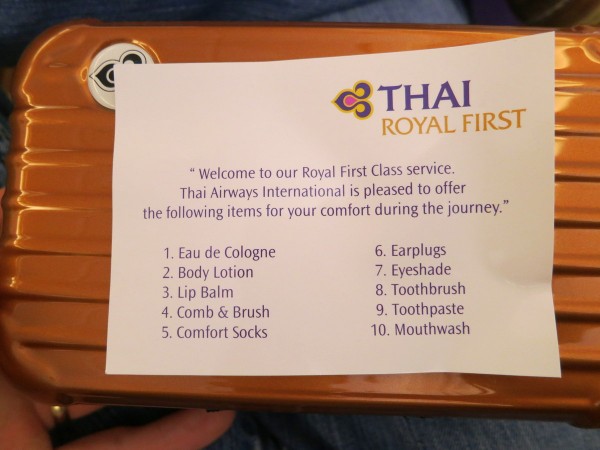 THAI
ROYAL FIRST
“ Welcome to our Royal First Class service.
Thai Airways International is pleased to offer
the following items for your comfort during the journey.”
1. Eau de Cologne
2. Body Lotion
3. Lip Balm
4. Comb & Brush
5. Comfort Socks
6. Earplugs
7. Eyeshade
8. Toothbrush
9. Toothpaste
10. Mouthwash